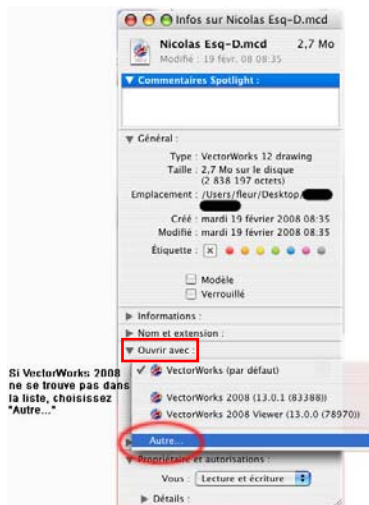 Infos sur Nicolas Esq-D.mcd
Nicolas Esq-D.mcd 2,7 Mo
Modifié : 19 févr. 08 08:35
▼ Commentaires Spotlight :
▼ Général :
Type : VectorWorks 12 drawing
Taille : 2,7 Mo sur le disque
(2 838 197 octets)
Emplacement : /Users/fleur/Desktop/
Créé : mardi 19 février 2008 08:35
Modifié : mardi 19 février 2008 08:35
Étiquette :
Modèle
Verrouillé
▶ Informations :
▶ Nom et extension :
▼ Ouvrir avec :
✓ VectorWorks (par défaut)
VectorWorks 2008 (13.0.1 (83388))
VectorWorks 2008 Viewer (13.0.0 (78970))
Autre...
Si VectorWorks 2008
ne se trouve pas dans
la liste, choisissez
"Autre..."
▼ Propriétaire et autorisations :
Vous : Lecture et écriture
▶ Détails :